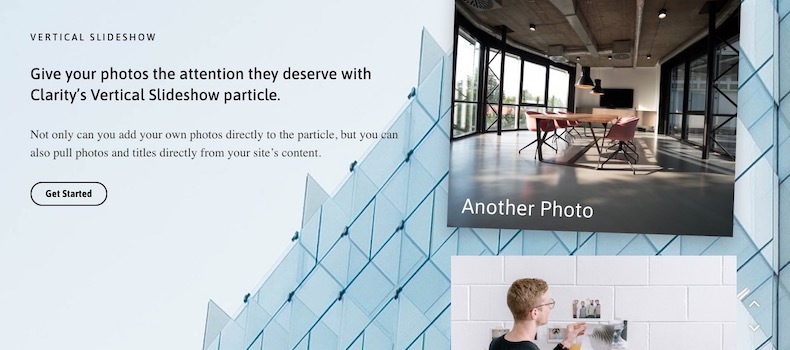 VERTICAL SLIDESHOW
Give your photos the attention they deserve with
Clarity’s Vertical Slideshow particle.
Not only can you add your own photos directly to the particle, but you can
also pull photos and titles directly from your site’s content.
Get Started
Another Photo